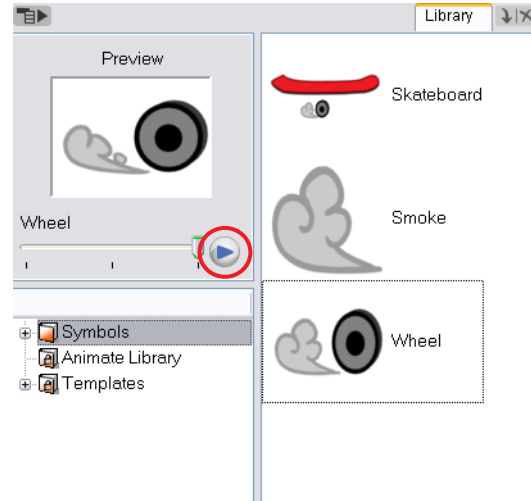 Library
Preview
Wheel
Symbols
Animate Library
Templates
Skateboard
Smoke
Wheel